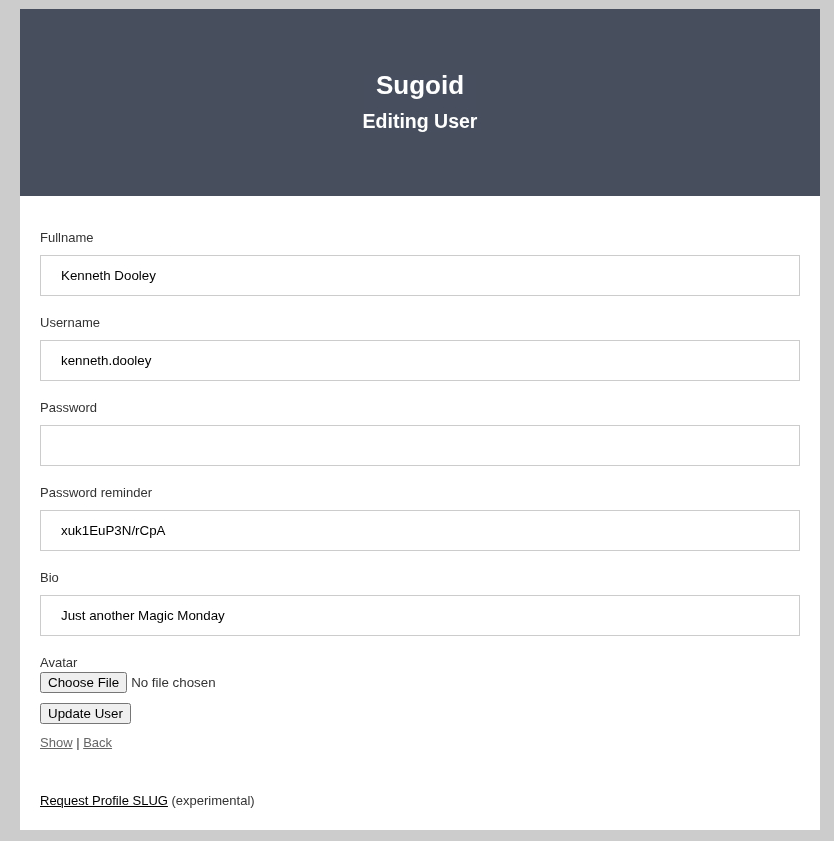 Sugoid
Editing User
Fullname
Kenneth Dooley
Username
kenneth.dooley
Password
Password reminder
xuk1EuP3N/rCpA
Bio
Just another Magic Monday
Avatar
Choose File No file chosen
Update User
Show | Back
Request Profile SLUG (experimental)